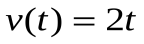 v(t) = 2t